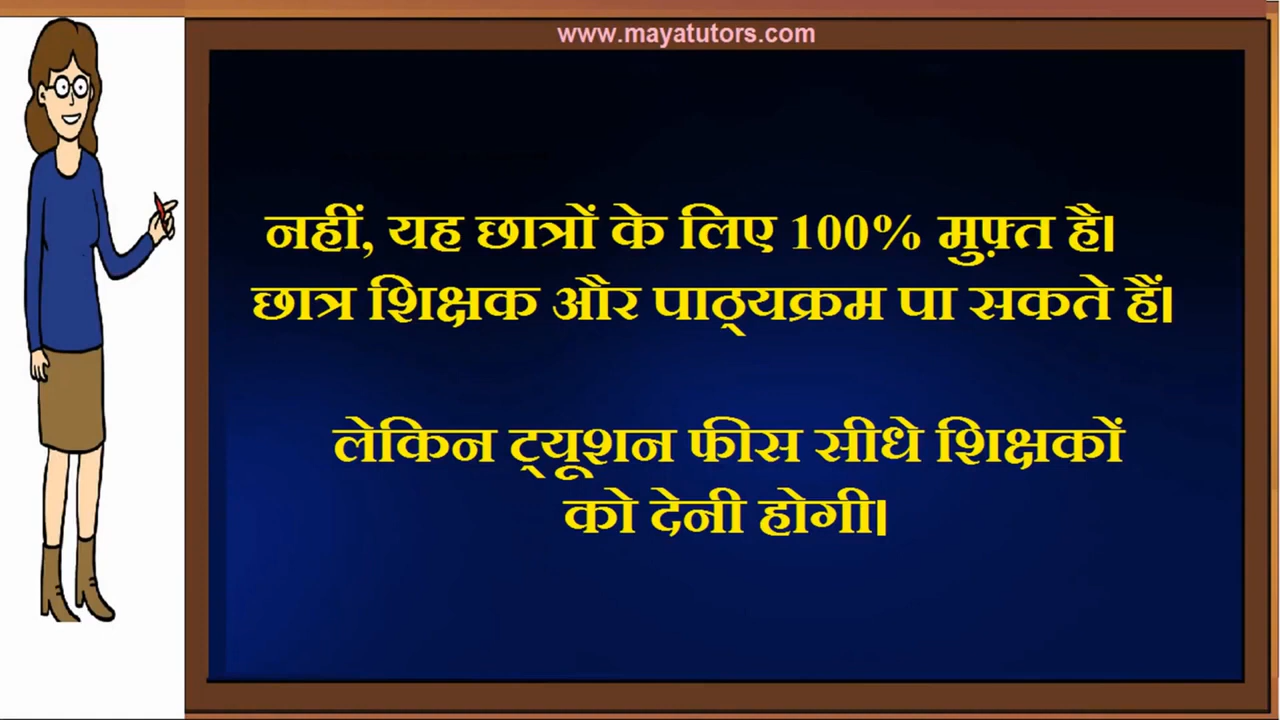 www.mayatutors.com
नहीं, यह छात्रों के लिए 100% मुफ़्त है।
छात्र शिक्षक और पाठ्यक्रम पा सकते हैं।
लेकिन ट्यूशन फीस सीधे शिक्षकों
को देनी होगी।